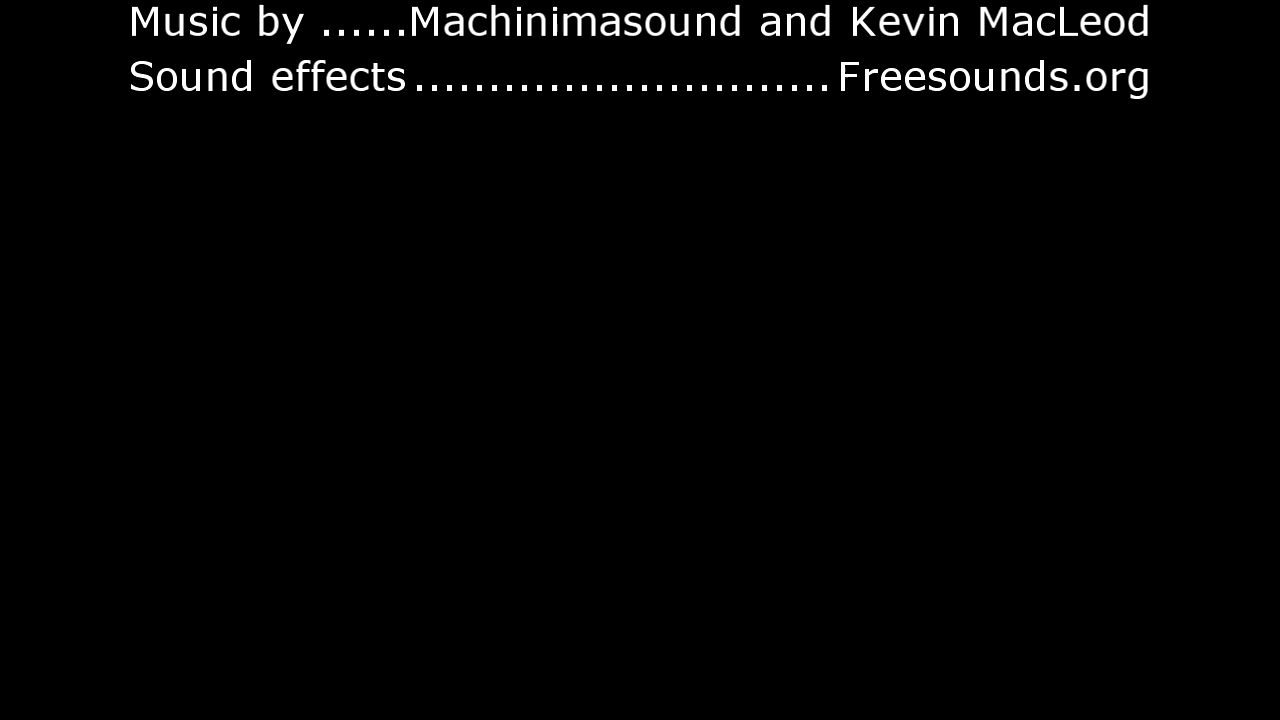 Music by ......Machinimasound and Kevin MacLeod
Sound effects............................Freesounds.org